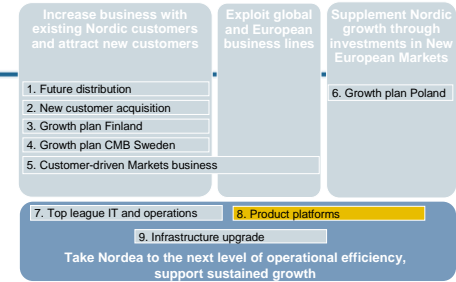 Increase business with
existing Nordic customers
and attract new customers
Exploit global
and European
business lines
Supplement Nordic
growth through
investments in New
European Markets
1. Future distribution
2. New customer acquisition
3. Growth plan Finland
4. Growth plan CMB Sweden
5. Customer-driven Markets business
6. Growth plan Poland
7. Top league IT and operations
8. Product platforms
9. Infrastructure upgrade
Take Nordea to the next level of operational efficiency,
support sustained growth